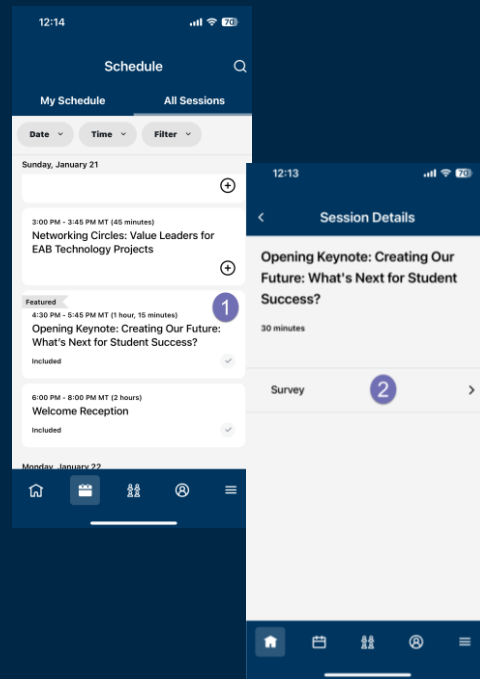 12:14
70
Schedule
My Schedule
All Sessions
Date
Time
Filter
Sunday, January 21
3:00 PM - 3:45 PM MT (45 minutes)
Networking Circles: Value Leaders for
EAB Technology Projects
Featured
1
4:30 PM - 5:45 PM MT (1 hour, 15 minutes)
Opening Keynote: Creating Our Future:
What's Next for Student Success?
Included
6:00 PM - 8:00 PM MT (2 hours)
Welcome Reception
Included
Monday, January 22
12:13
70
Session Details
Opening Keynote: Creating Our
Future: What's Next for Student
Success?
30 minutes
Survey
2